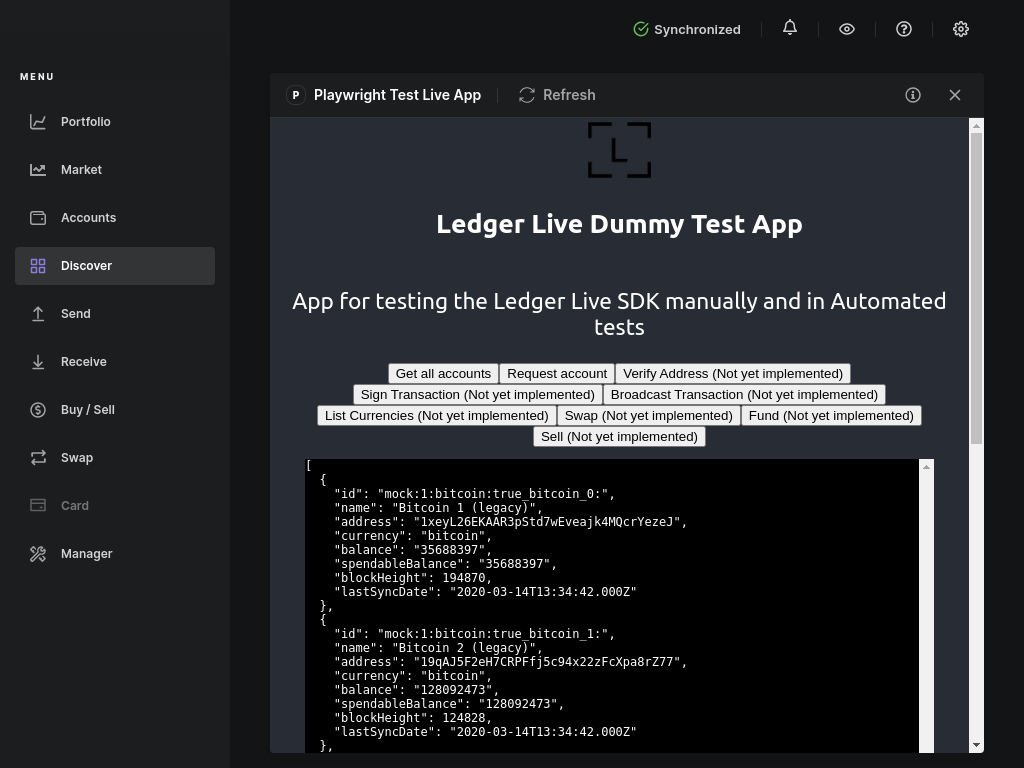 Synchronized
MENU
Portfolio
Market
Accounts
Discover
Send
Receive
Buy / Sell
Swap
Card
Manager
P Playwright Test Live App Refresh
L
Ledger Live Dummy Test App
App for testing the Ledger Live SDK manually and in Automated
tests
Get all accounts Request account Verify Address (Not yet implemented)
Sign Transaction (Not yet implemented) Broadcast Transaction (Not yet implemented)
List Currencies (Not yet implemented) Swap (Not yet implemented) Fund (Not yet implemented)
Sell (Not yet implemented)
[
{
"id": "mock:1:bitcoin:true_bitcoin_0:",
"name": "Bitcoin 1 (legacy)",
"address": "1xeyL26EKAAR3pStd7wEveajk4MQcrYezeJ",
"currency": "bitcoin",
"balance": "35688397",
"spendableBalance": "35688397",
"blockHeight": 194870,
"lastSyncDate": "2020-03-14T13:34:42.000Z"
},
{
"id": "mock:1:bitcoin:true_bitcoin_1:",
"name": "Bitcoin 2 (legacy)",
"address": "19qAJ5F2eH7CRPFfj5c94x22zFcXpa8rZ77",
"currency": "bitcoin",
"balance": "128092473",
"spendableBalance": "128092473",
"blockHeight": 124828,
"lastSyncDate": "2020-03-14T13:34:42.000Z"
},